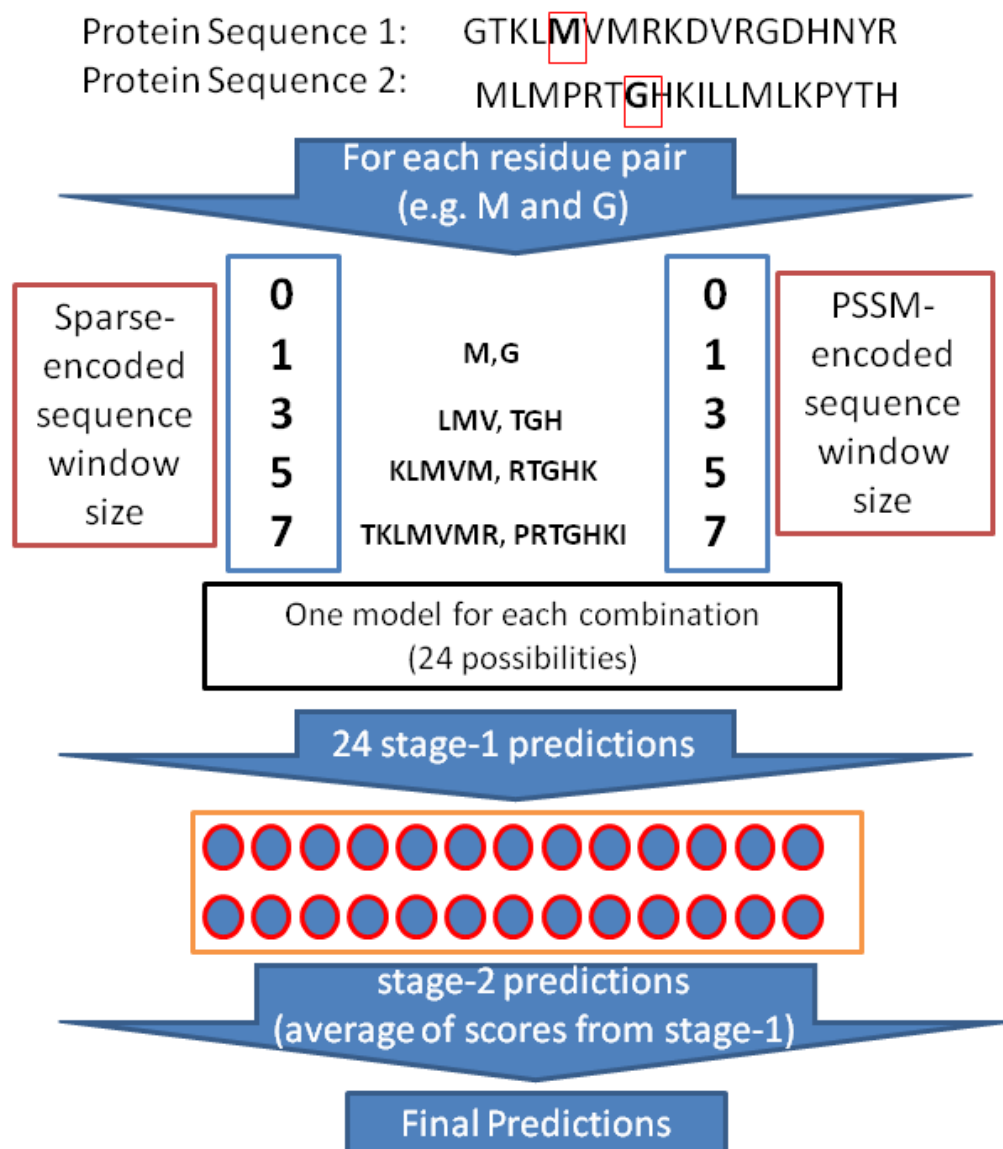 Protein Sequence 1: GTKLMVMRKDVRGDHNYR
Protein Sequence 2: MLMPRTGHKILLMLKPYTH
For each residue pair
(e.g. M and G)
Sparse-
encoded
sequence
window
size
0
1
3
5
7
M,G
LMV, TGH
KLMVM, RTGHK
TKLMVMR, PRTGHKI
0
1
3
5
7
PSSM-
encoded
sequence
window
size
One model for each combination
(24 possibilities)
24 stage-1 predictions
stage-2 predictions
(average of scores from stage-1)
Final Predictions